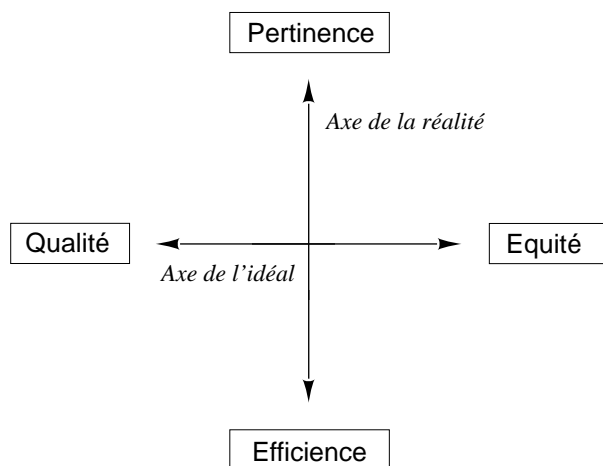 Pertinence
Axe de la réalité
Qualité
Equité
Axe de l'idéal
Efficience